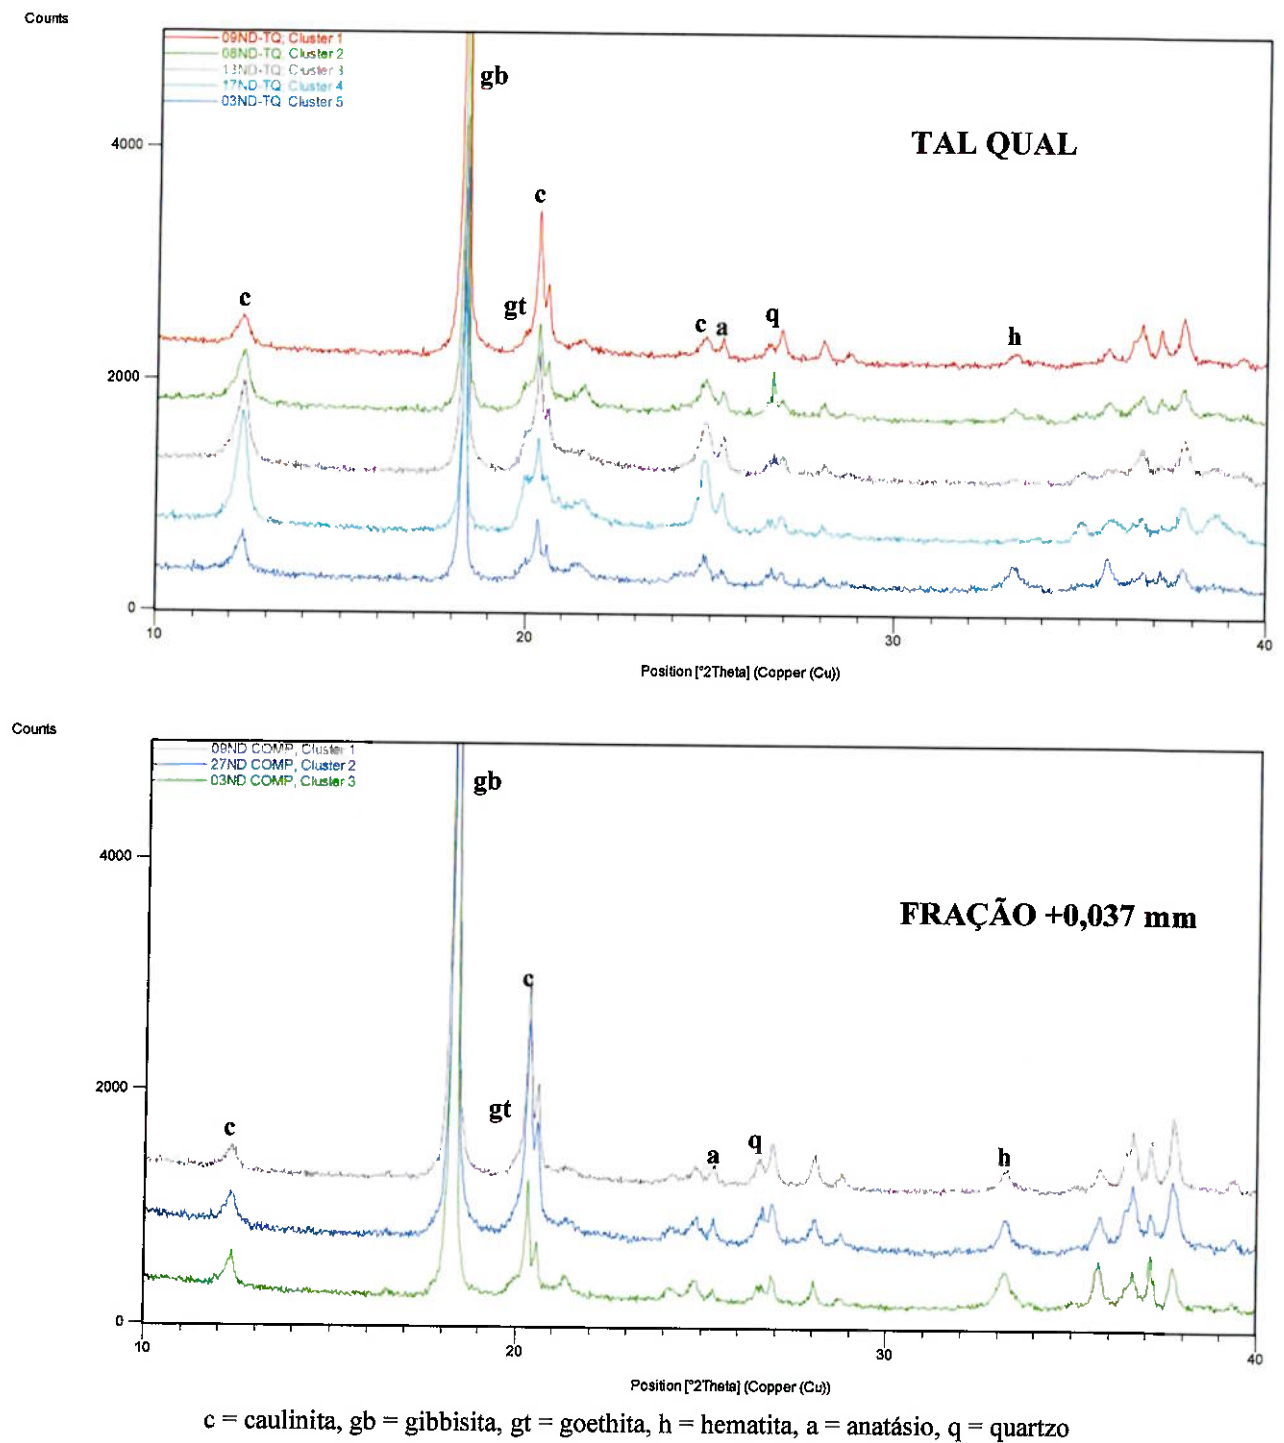 Counts
09ND-TQ, Cluster 1
08ND-TQ, Cluster 2
13ND-TQ, Cluster 3
17ND-TQ, Cluster 4
03ND-TQ, Cluster 5
gb
TAL QUAL
4000
c
c
gt
c a q
h
2000
0
10 20 30 40
Position [°2Theta] (Copper (Cu))
Counts
09ND COMP, Cluster 1
27ND COMP, Cluster 2
03ND COMP, Cluster 3
gb
4000
FRAÇÃO +0,037 mm
c
2000
gt
c
a q h
0
10 20 30 40
Position [°2Theta] (Copper (Cu))
c = caulinita, gb = gibbisita, gt = goethita, h = hematita, a = anatásio, q = quartzo